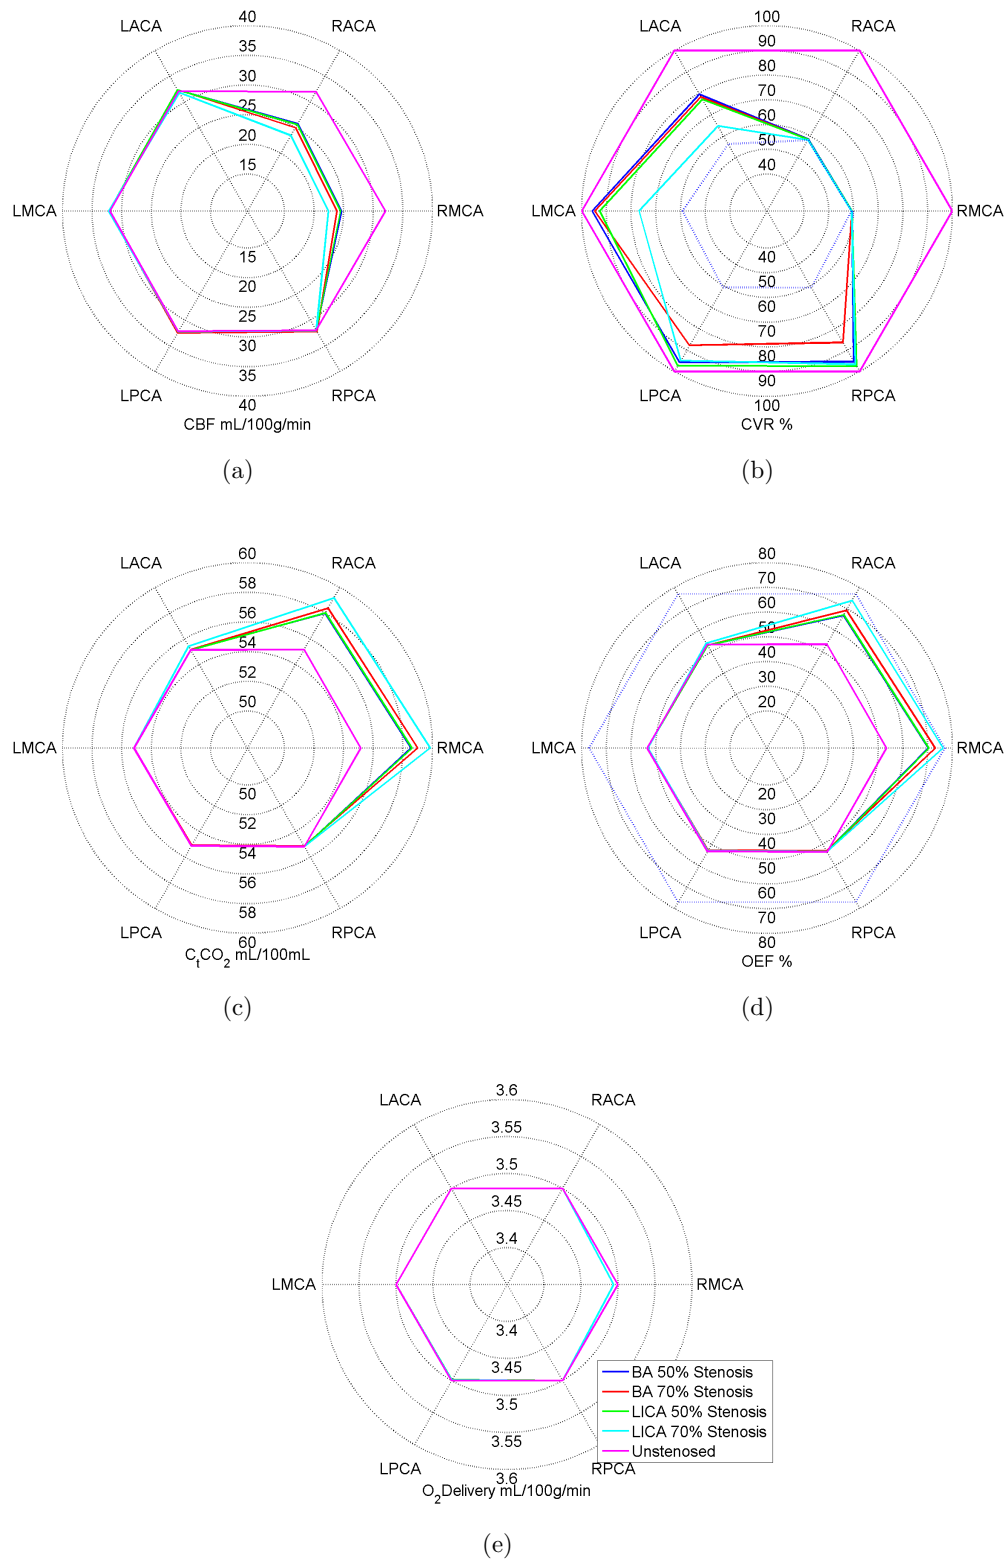 40
LACA
35
RACA
30
25
20
15
LMCA
RMCA
15
20
25
30
LPCA
35
RPCA
40
CBF mL/100g/min
(a)
100
LACA
90
RACA
80
70
60
50
40
LMCA
RMCA
40
50
60
70
80
LPCA
90
RPCA
100
CVR %
(b)
60
LACA
58
RACA
56
54
52
50
LMCA
RMCA
50
52
54
56
58
LPCA
RPCA
60
CtCO2 mL/100mL
(c)
80
LACA
70
RACA
60
50
40
30
20
LMCA
RMCA
20
30
40
50
60
70
LPCA
RPCA
80
OEF %
(d)
3.6
LACA
RACA
3.55
3.5
3.45
3.4
LMCA
RMCA
3.4
3.45
3.5
3.55
LPCA
RPCA
3.6
O2Delivery mL/100g/min
BA 50% Stenosis
BA 70% Stenosis
LICA 50% Stenosis
LICA 70% Stenosis
Unstenosed
(e)